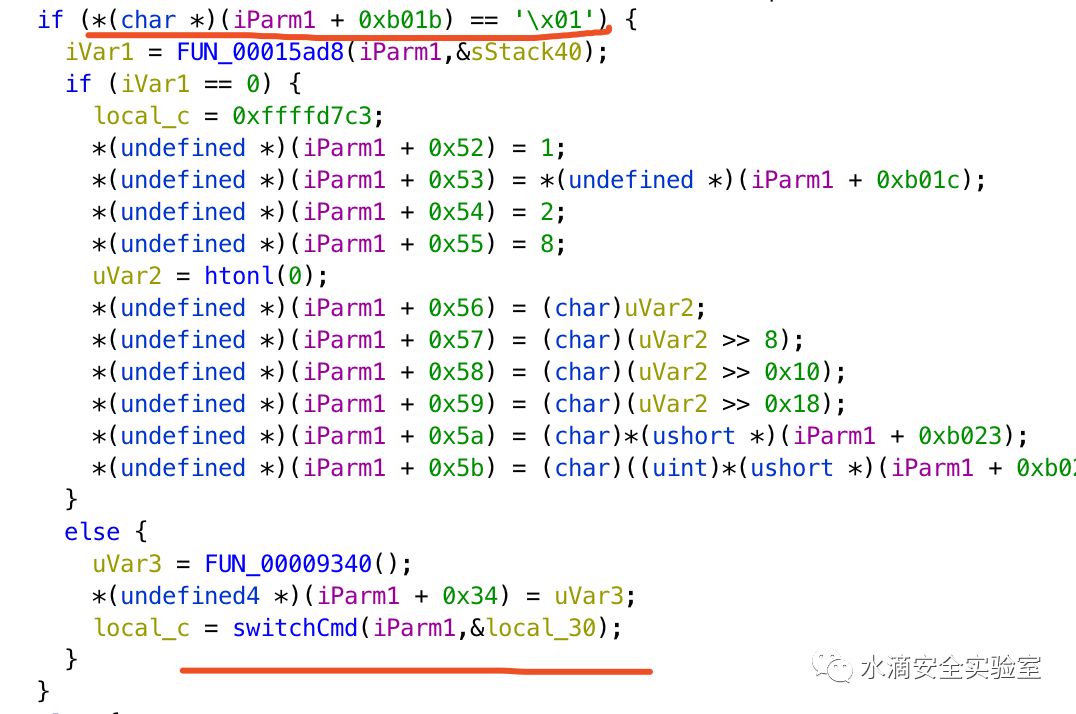 if (*(char *)(iParm1 + 0xb01b) == '\x01') {
iVar1 = FUN_00015ad8(iParm1,&sStack40);
if (iVar1 == 0) {
local_c = 0xffffd7c3;
*(undefined *)(iParm1 + 0x52) = 1;
*(undefined *)(iParm1 + 0x53) = *(undefined *)(iParm1 + 0xb01c);
*(undefined *)(iParm1 + 0x54) = 2;
*(undefined *)(iParm1 + 0x55) = 8;
uVar2 = htonl(0);
*(undefined *)(iParm1 + 0x56) = (char)uVar2;
*(undefined *)(iParm1 + 0x57) = (char)(uVar2 >> 8);
*(undefined *)(iParm1 + 0x58) = (char)(uVar2 >> 0x10);
*(undefined *)(iParm1 + 0x59) = (char)(uVar2 >> 0x18);
*(undefined *)(iParm1 + 0x5a) = (char)*(ushort *)(iParm1 + 0xb023);
*(undefined *)(iParm1 + 0x5b) = (char)((uint)*(ushort *)(iParm1 + 0xb02
}
else {
uVar3 = FUN_00009340();
*(undefined4 *)(iParm1 + 0x34) = uVar3;
local_c = switchCmd(iParm1,&local_30);
}
水滴安全实验室
}